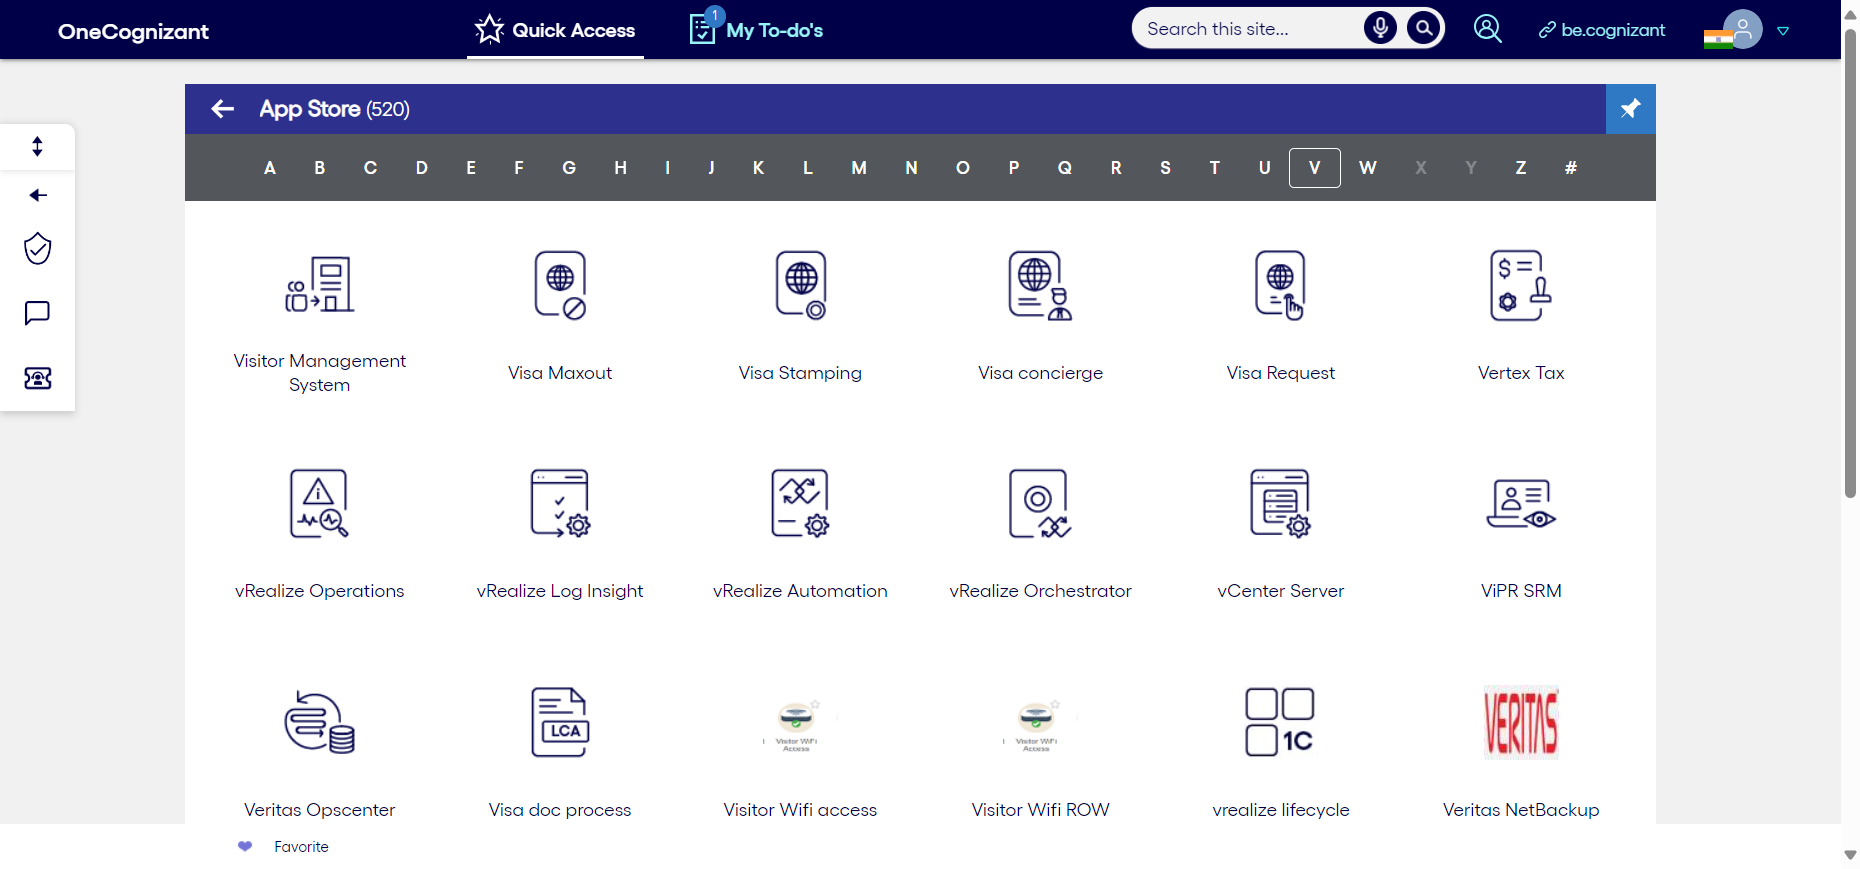 OneCognizant
Quick Access
1
My To-do's
Search this site...
be.cognizant
App Store (520)
A B C D E F G H I J K L M N O P Q R S T U V W X Y Z #
Visitor Management
System
Visa Maxout
Visa Stamping
Visa concierge
Visa Request
Vertex Tax
vRealize Operations
vRealize Log Insight
vRealize Automation
vRealize Orchestrator
vCenter Server
ViPR SRM
LCA
Visitor WiFi
Access
Visitor WiFi
Access
1C
VERITAS
Veritas Opscenter
Visa doc process
Visitor Wifi access
Visitor Wifi ROW
vrealize lifecycle
Veritas NetBackup
Favorite